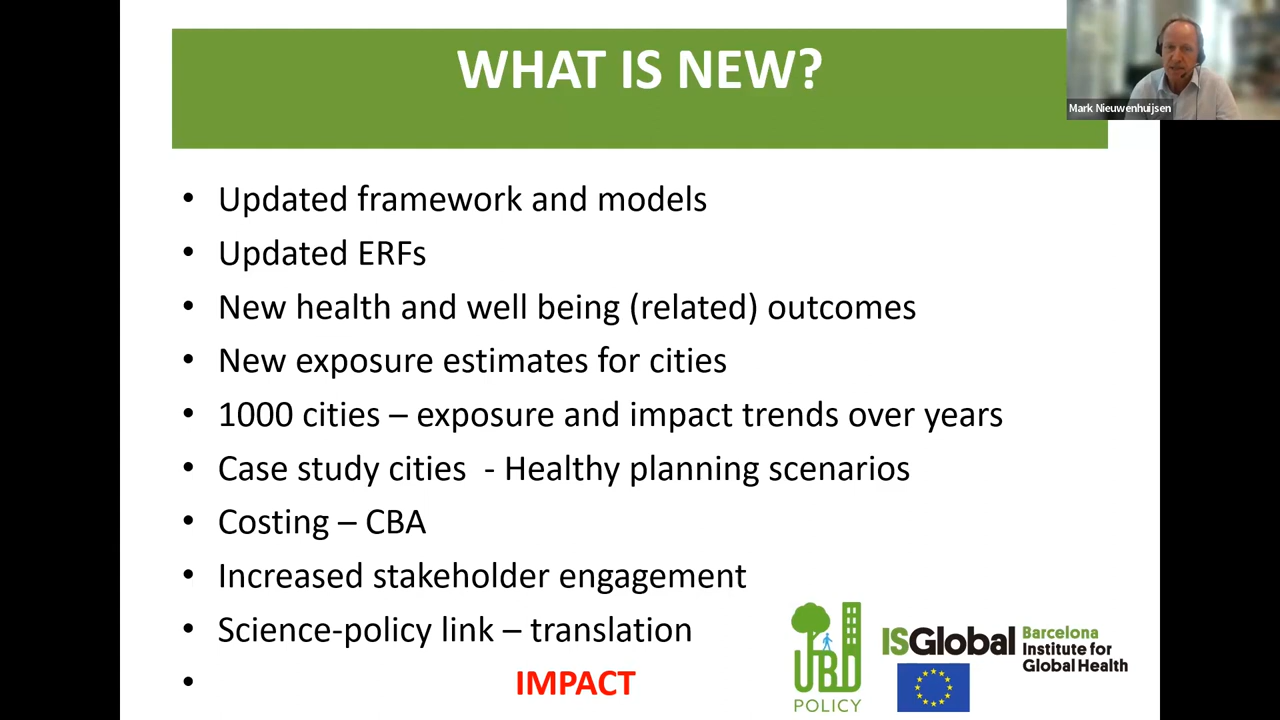 WHAT IS NEW?
Mark Nieuwenhuijsen
• Updated framework and models
• Updated ERFs
• New health and well being (related) outcomes
• New exposure estimates for cities
• 1000 cities – exposure and impact trends over years
• Case study cities - Healthy planning scenarios
• Costing – CBA
• Increased stakeholder engagement
• Science-policy link – translation
• IMPACT
UBD
POLICY
ISGlobal
Barcelona
Institute for
Global Health